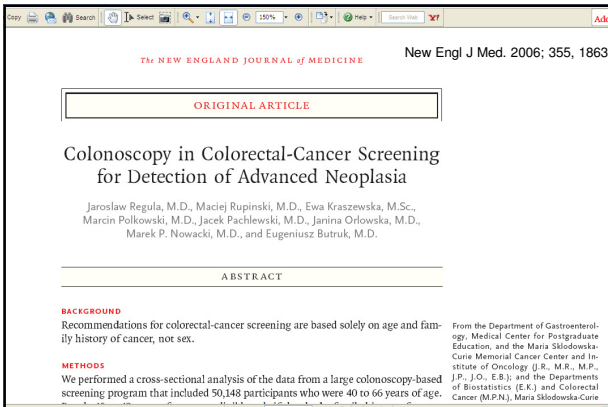 Copy Search Select 150% Help Search Web Y! Add
New Engl J Med. 2006; 355, 1863
The NEW ENGLAND JOURNAL of MEDICINE
ORIGINAL ARTICLE
Colonoscopy in Colorectal-Cancer Screening
for Detection of Advanced Neoplasia
Jaroslaw Regula, M.D., Maciej Rupinski, M.D., Ewa Kraszewska, M.Sc.,
Marcin Polkowski, M.D., Jacek Pachlewski, M.D., Janina Orlowska, M.D.,
Marek P. Nowacki, M.D., and Eugeniusz Butruk, M.D.
ABSTRACT
BACKGROUND
Recommendations for colorectal-cancer screening are based solely on age and fam-
ily history of cancer, not sex.
METHODS
We performed a cross-sectional analysis of the data from a large colonoscopy-based
screening program that included 50,148 participants who were 40 to 66 years of age.
From the Department of Gastroenterol-
ogy, Medical Center for Postgraduate
Education, and the Maria Sklodowska-
Curie Memorial Cancer Center and In-
stitute of Oncology (J.R., M.R., M.P.,
J.P., J.O., E.B.); and the Departments
of Biostatistics (E.K.) and Colorectal
Cancer (M.P.N.), Maria Sklodowska-Curie